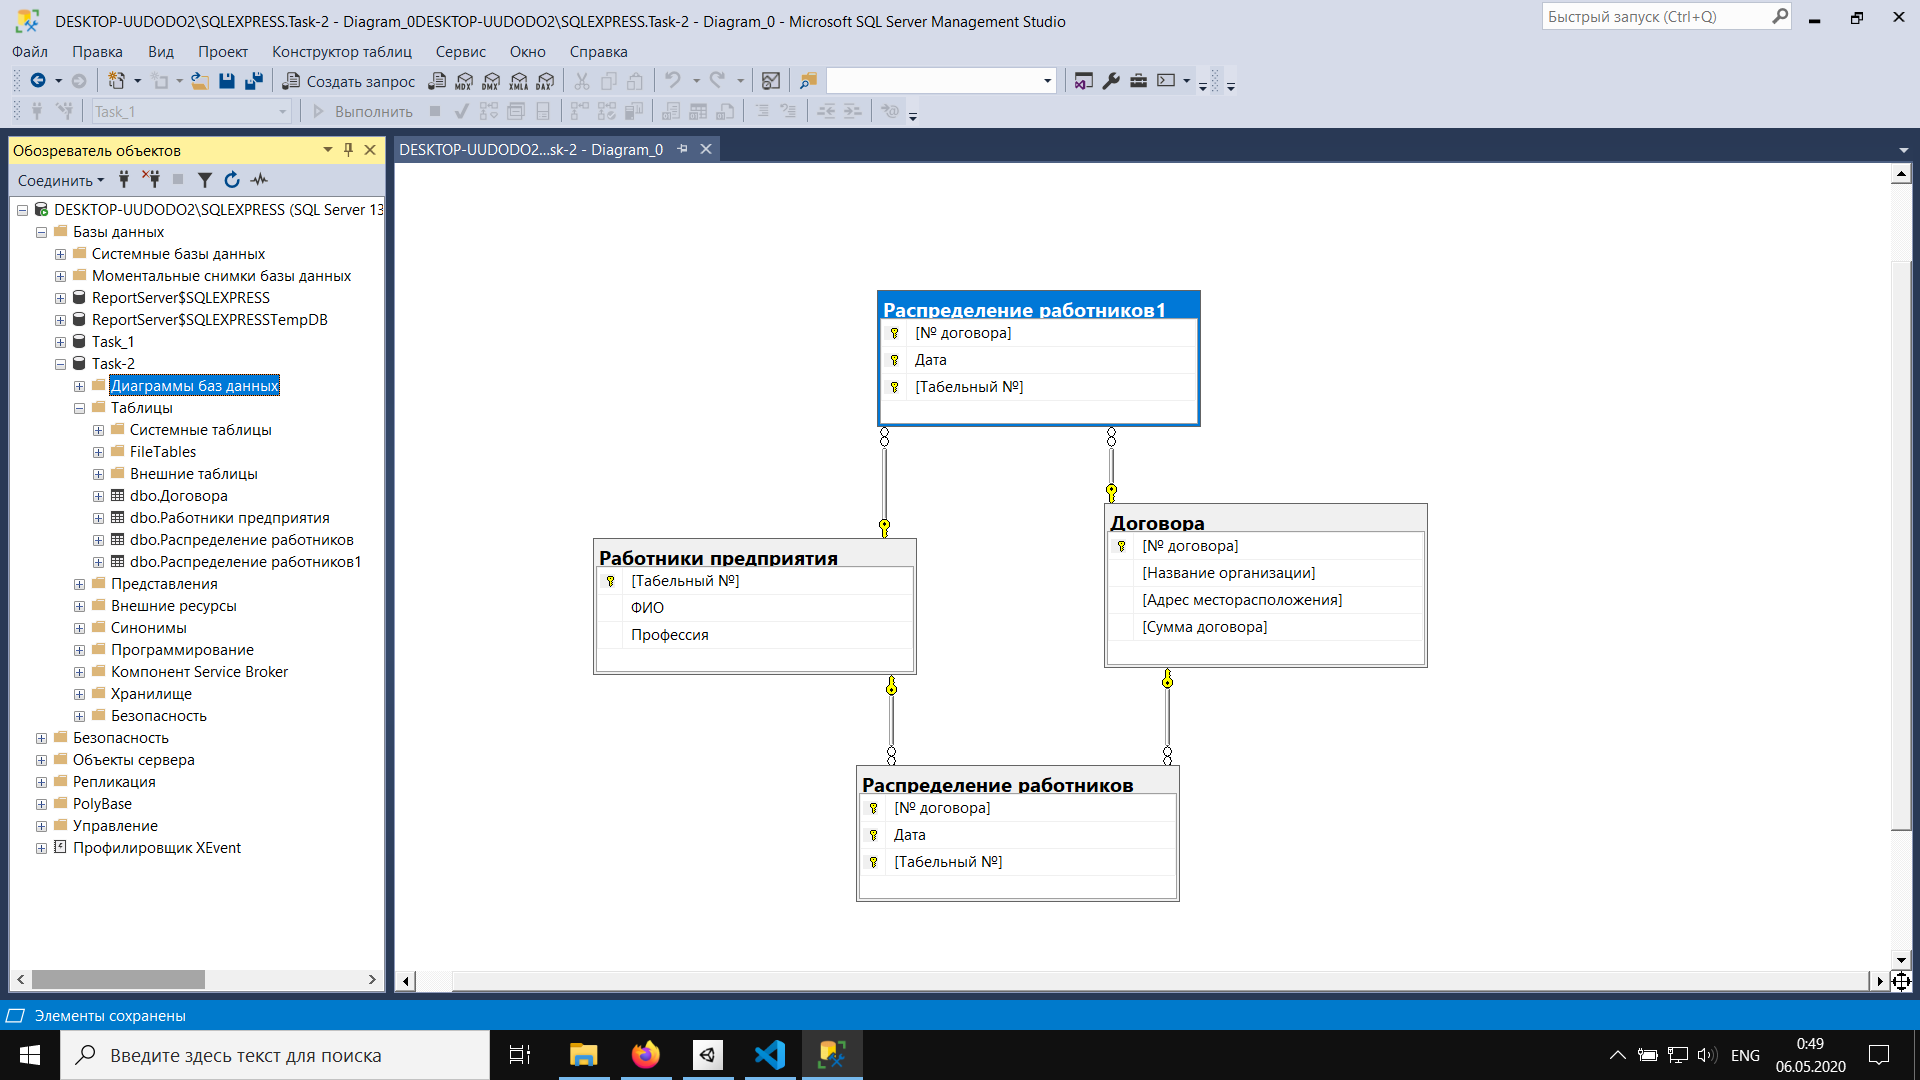 DESKTOP-UUDODO2\SQLEXPRESS.Task-2 - Diagram_0DESKTOP-UUDODO2\SQLEXPRESS.Task-2 - Diagram_0 - Microsoft SQL Server Management Studio
Быстрый запуск (Ctrl+Q)
Файл Правка Вид Проект Конструктор таблиц Сервис Окно Справка
Создать запрос MDX DMX XMLA DAX
Task_1 Выполнить
Обозреватель объектов
DESKTOP-UUDODO2...sk-2 - Diagram_0
Соединить
DESKTOP-UUDODO2\SQLEXPRESS (SQL Server 13
Базы данных
Системные базы данных
Моментальные снимки базы данных
ReportServer$SQLEXPRESS
ReportServer$SQLEXPRESSTempDB
Task_1
Task-2
Диаграммы баз данных
Таблицы
Системные таблицы
FileTables
Внешние таблицы
dbo.Договора
dbo.Работники предприятия
dbo.Распределение работников
dbo.Распределение работников1
Представления
Внешние ресурсы
Синонимы
Программирование
Компонент Service Broker
Хранилище
Безопасность
Безопасность
Объекты сервера
Репликация
PolyBase
Управление
Профилировщик XEvent
Распределение работников1
[№ договора]
Дата
[Табельный №]
Работники предприятия
[Табельный №]
ФИО
Профессия
Договора
[№ договора]
[Название организации]
[Адрес месторасположения]
[Сумма договора]
Распределение работников
[№ договора]
Дата
[Табельный №]
Элементы сохранены
Введите здесь текст для поиска
ENG
0:49
06.05.2020